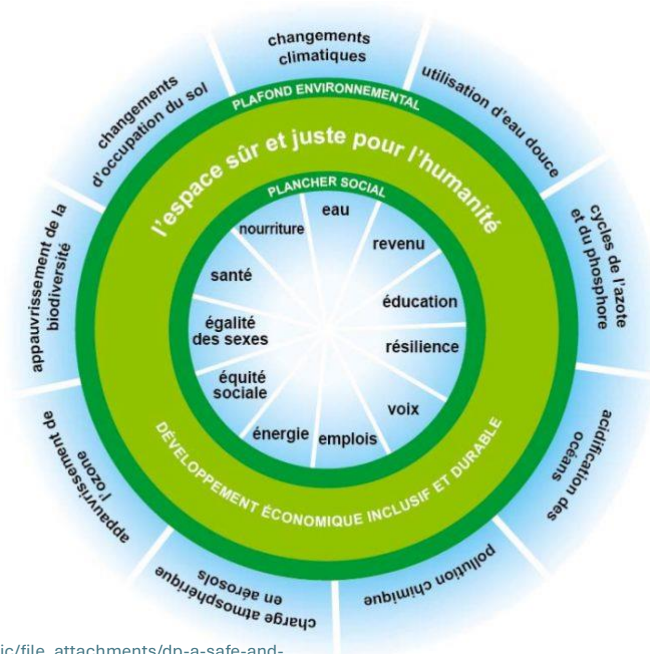 changements
climatiques
utilisation d'eau douce
cycles de l'azote
et du phosphore
acidification des
océans
pollution chimique
charge atmosphérique
en aérosols
appauvrissement de
l'ozone
appauvrissement de la
biodiversité
changements
d'occupation du sol
PLAFOND ENVIRONNEMENTAL
l'espace sûr et juste pour l'humanité
PLANCHER SOCIAL
eau
revenu
éducation
résilience
voix
emplois
énergie
équité
sociale
égalité
des sexes
santé
nourriture
DÉVELOPPEMENT ÉCONOMIQUE INCLUSIF ET DURABLE
ic/file_attachments/dp-a-safe-and-